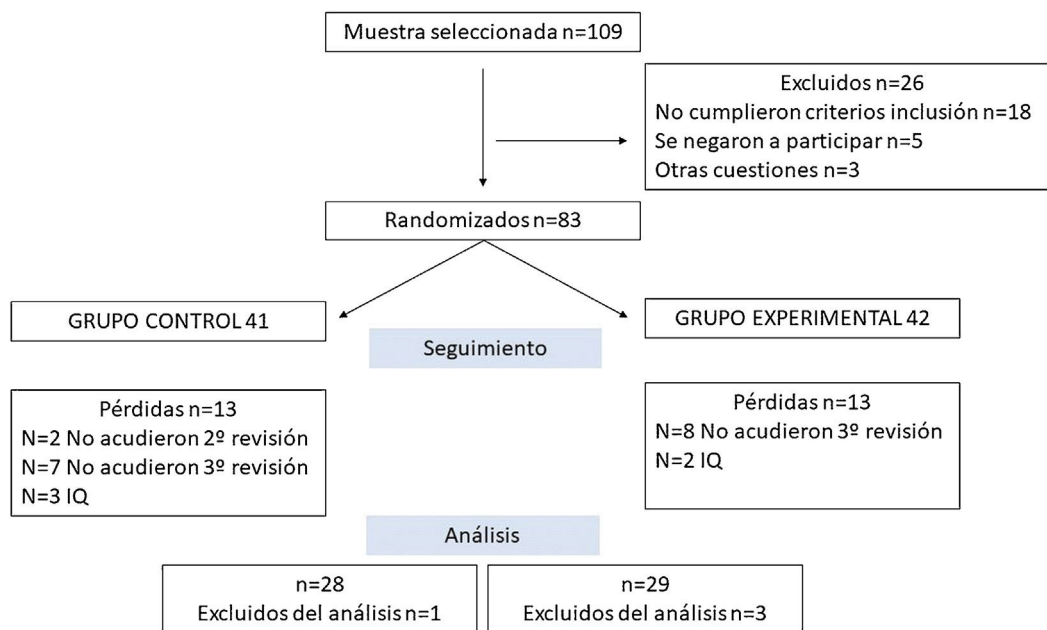 Muestra seleccionada n=109
Excluidos n=26
No cumplieron criterios inclusión n=18
Se negaron a participar n=5
Otras cuestiones n=3
Randomizados n=83
GRUPO CONTROL 41
GRUPO EXPERIMENTAL 42
Seguimiento
Pérdidas n=13
N=2 No acudieron 2º revisión
N=7 No acudieron 3º revisión
N=3 IQ
Pérdidas n=13
N=8 No acudieron 3º revisión
N=2 IQ
Análisis
n=28
Excluidos del análisis n=1
n=29
Excluidos del análisis n=3